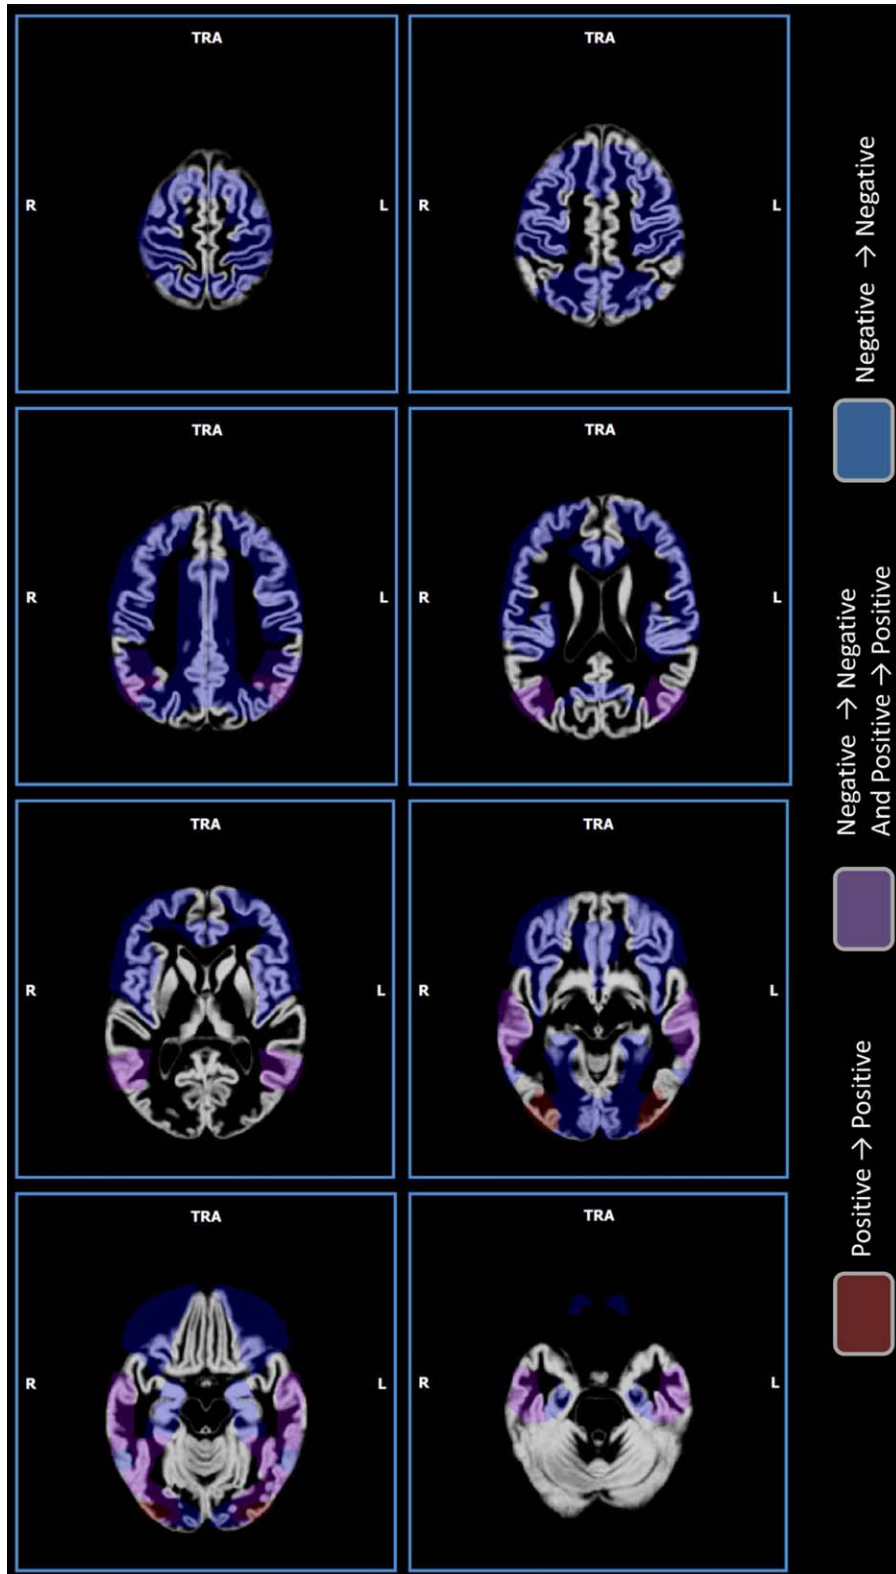 TRA
TRA
R
L
R
L
TRA
TRA
R
L
R
L
TRA
TRA
R
L
R
L
TRA
TRA
R
L
R
L
Positive → Positive
Negative → Negative
And Positive → Positive
Negative → Negative